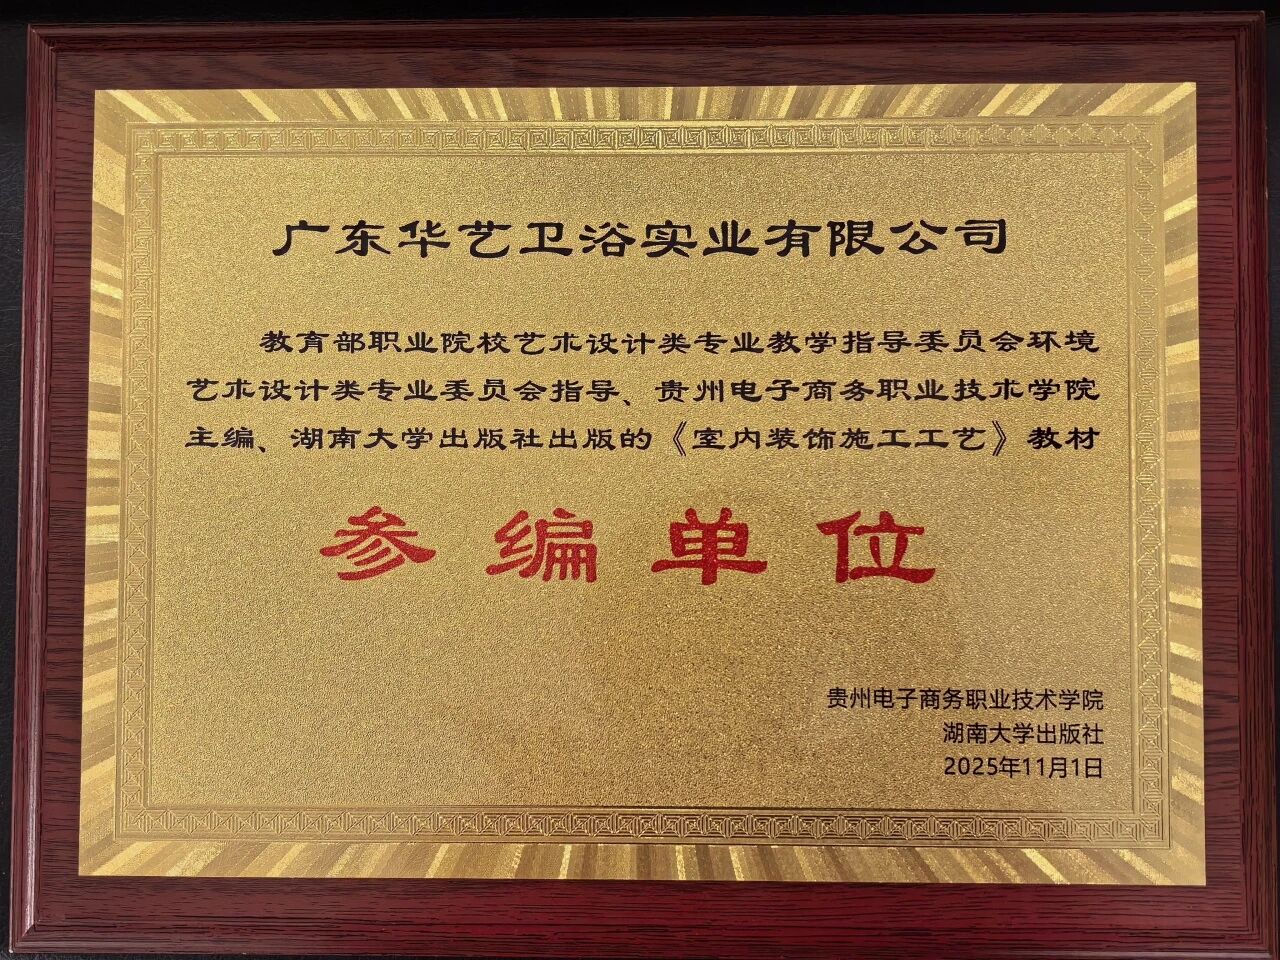 广东华艺卫浴实业有限公司
教育部职业院校艺术设计类专业教学指导委员会环境
艺术设计类专业委员会指导、贵州电子商务职业技术学院
主编、湖南大学出版社出版的《室内装饰施工工艺》教材
参编单位
贵州电子商务职业技术学院
湖南大学出版社
2025年11月1日